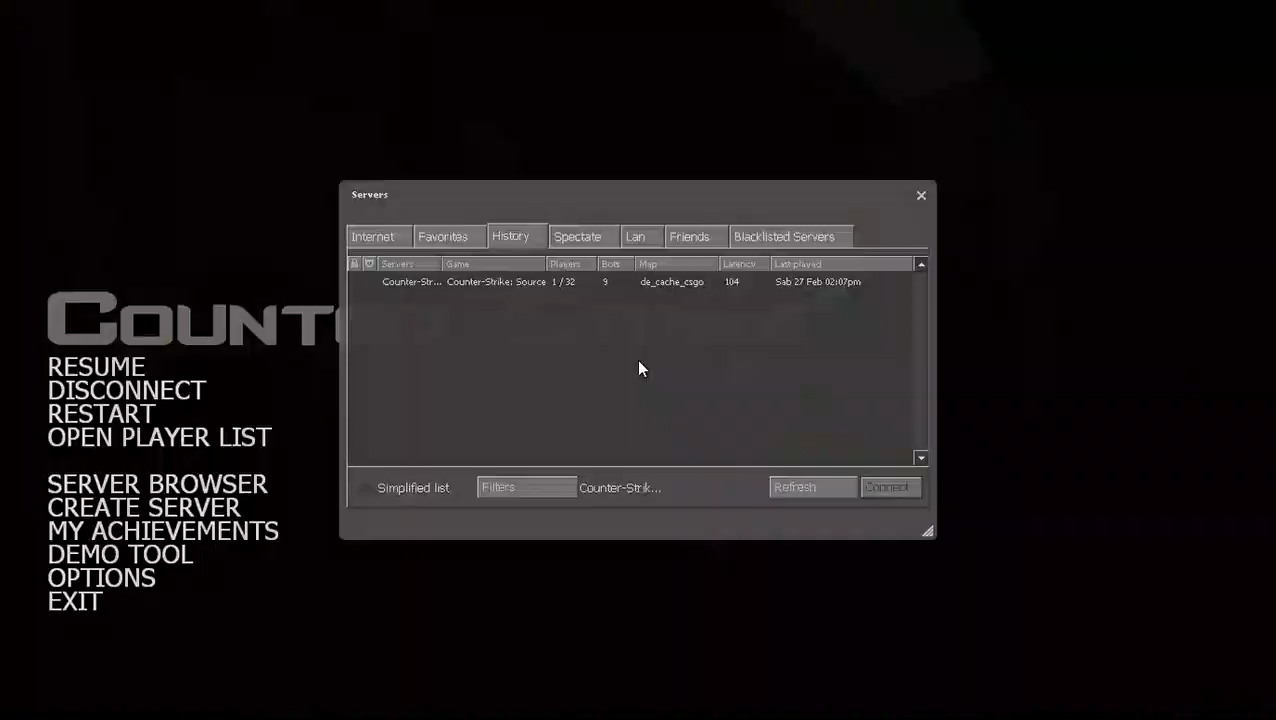 Servers
Internet Favorites History Spectate Lan Friends Blacklisted Servers
Servers Game Players Bots Map Latency Last played
Counter-Str... Counter-Strike: Source 1 / 32 9 de_cache_csgo 104 Sab 27 Feb 02:07pm
COUNT
RESUME
DISCONNECT
RESTART
OPEN PLAYER LIST
SERVER BROWSER
CREATE SERVER
MY ACHIEVEMENTS
DEMO TOOL
OPTIONS
EXIT
Simplified list Filters Counter-Strik... Refresh Connect